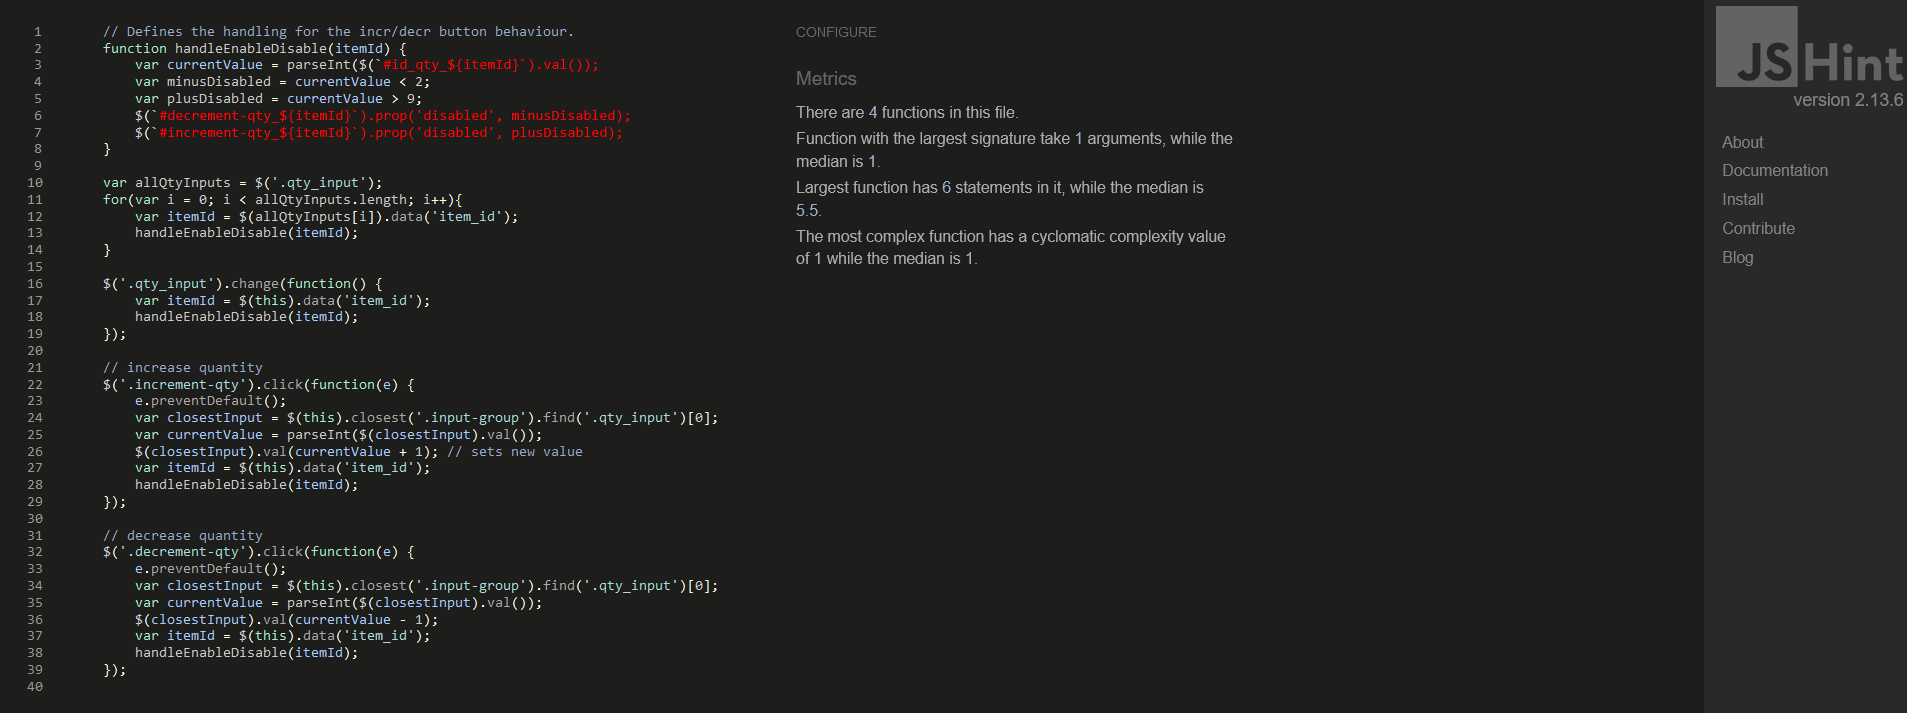 1 // Defines the handling for the incr/decr button behaviour.
2 function handleEnableDisable(itemId) {
3     var currentValue = parseInt($(`#id_qty_${itemId}`).val());
4     var minusDisabled = currentValue < 2;
5     var plusDisabled = currentValue > 9;
6     $(`#decrement-qty_${itemId}`).prop('disabled', minusDisabled);
7     $(`#increment-qty_${itemId}`).prop('disabled', plusDisabled);
8 }
9
10 var allQtyInputs = $('.qty_input');
11 for(var i = 0; i < allQtyInputs.length; i++){
12     var itemId = $(allQtyInputs[i]).data('item_id');
13     handleEnableDisable(itemId);
14 }
15
16 $('.qty_input').change(function() {
17     var itemId = $(this).data('item_id');
18     handleEnableDisable(itemId);
19 });
20
21 // increase quantity
22 $('.increment-qty').click(function(e) {
23     e.preventDefault();
24     var closestInput = $(this).closest('.input-group').find('.qty_input')[0];
25     var currentValue = parseInt($(closestInput).val());
26     $(closestInput).val(currentValue + 1); // sets new value
27     var itemId = $(this).data('item_id');
28     handleEnableDisable(itemId);
29 });
30
31 // decrease quantity
32 $('.decrement-qty').click(function(e) {
33     e.preventDefault();
34     var closestInput = $(this).closest('.input-group').find('.qty_input')[0];
35     var currentValue = parseInt($(closestInput).val());
36     $(closestInput).val(currentValue - 1);
37     var itemId = $(this).data('item_id');
38     handleEnableDisable(itemId);
39 });
40
CONFIGURE
Metrics
There are 4 functions in this file.
Function with the largest signature take 1 arguments, while the
median is 1.
Largest function has 6 statements in it, while the median is
5.5.
The most complex function has a cyclomatic complexity value
of 1 while the median is 1.
JSHint
version 2.13.6
About
Documentation
Install
Contribute
Blog